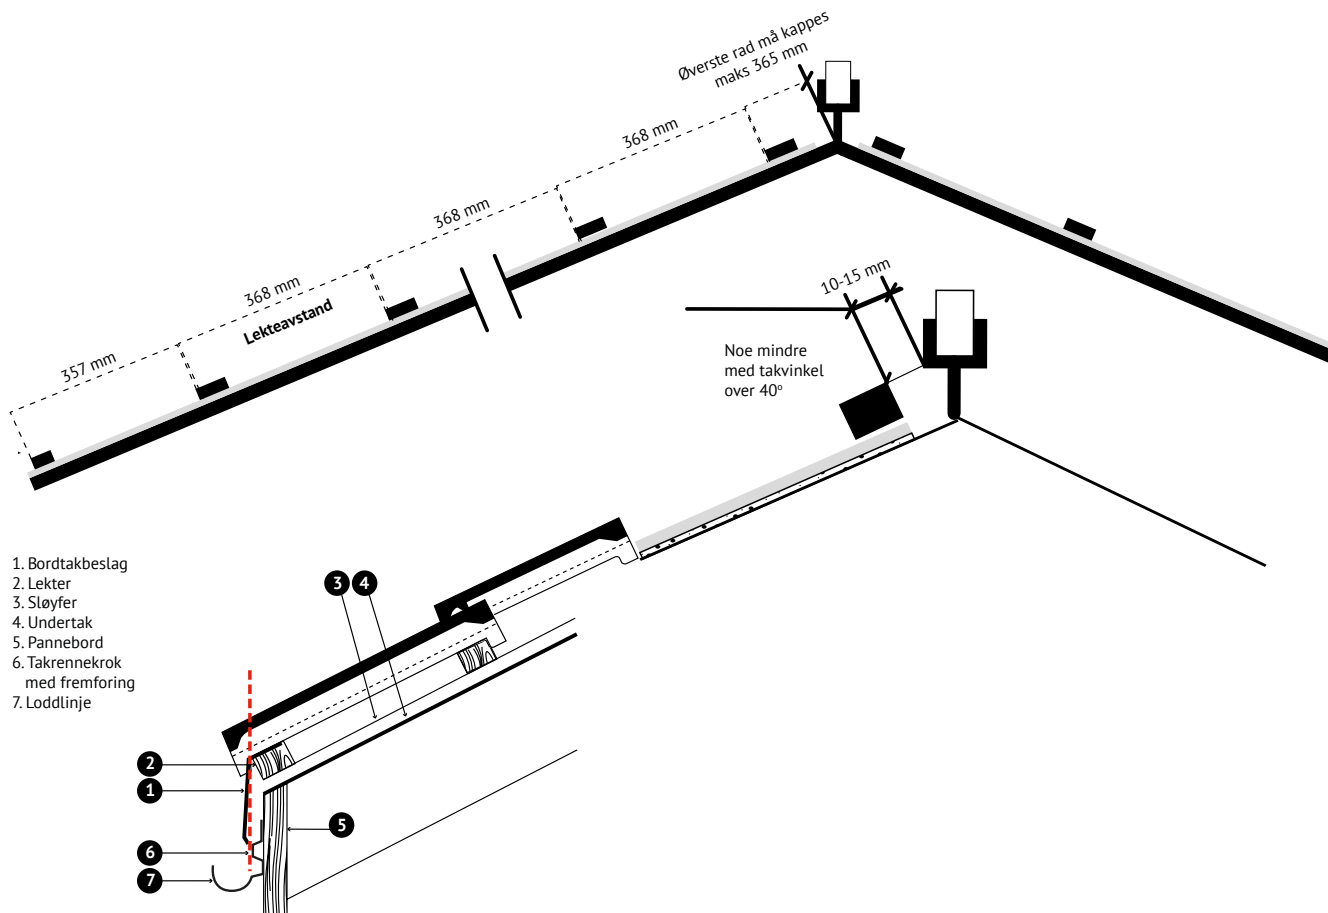 Øverste rad må kappes
maks 365 mm
368 mm
368 mm
368 mm
Lekteavstand
357 mm
10-15 mm
Noe mindre
med takvinkel
over 40º
1. Bordtakbeslag
2. Lekter
3. Sløyfer
4. Undertak
5. Pannebord
6. Takrennekrok
med fremforing
7. Loddlinje
3 4
2
1
5
6
7